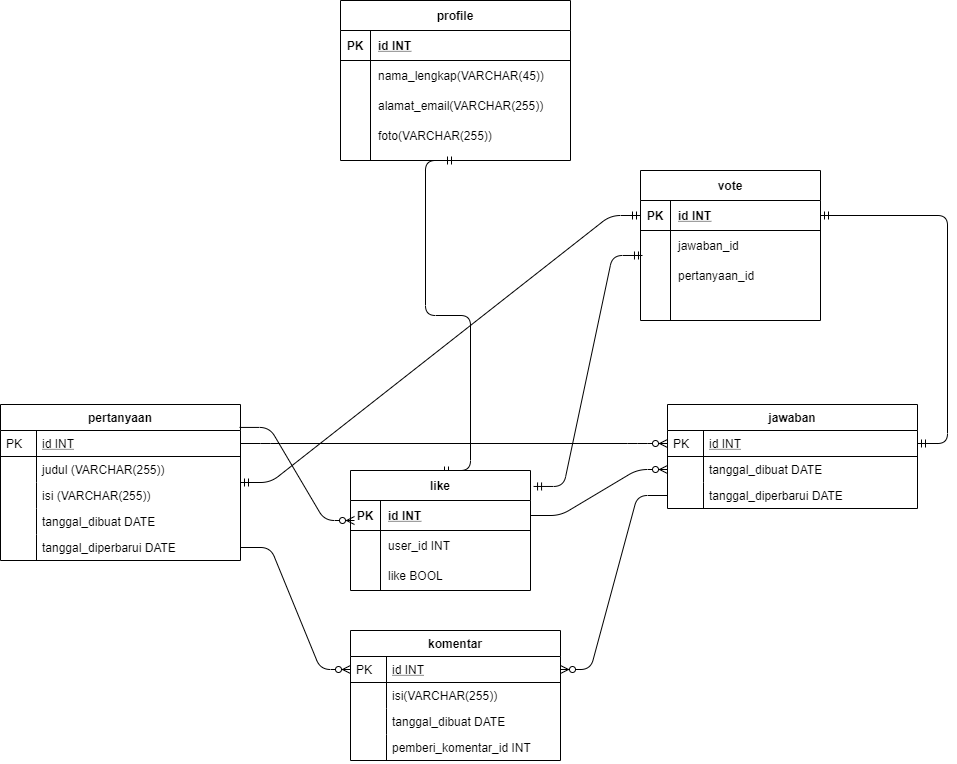 profile
PK id INT
nama_lengkap(VARCHAR(45))
alamat_email(VARCHAR(255))
foto(VARCHAR(255))
vote
PK id INT
jawaban_id
pertanyaan_id
pertanyaan
PK id INT
judul (VARCHAR(255))
isi (VARCHAR(255))
tanggal_dibuat DATE
tanggal_diperbarui DATE
jawaban
PK id INT
tanggal_dibuat DATE
tanggal_diperbarui DATE
like
PK id INT
user_id INT
like BOOL
komentar
PK id INT
isi(VARCHAR(255))
tanggal_dibuat DATE
pemberi_komentar_id INT